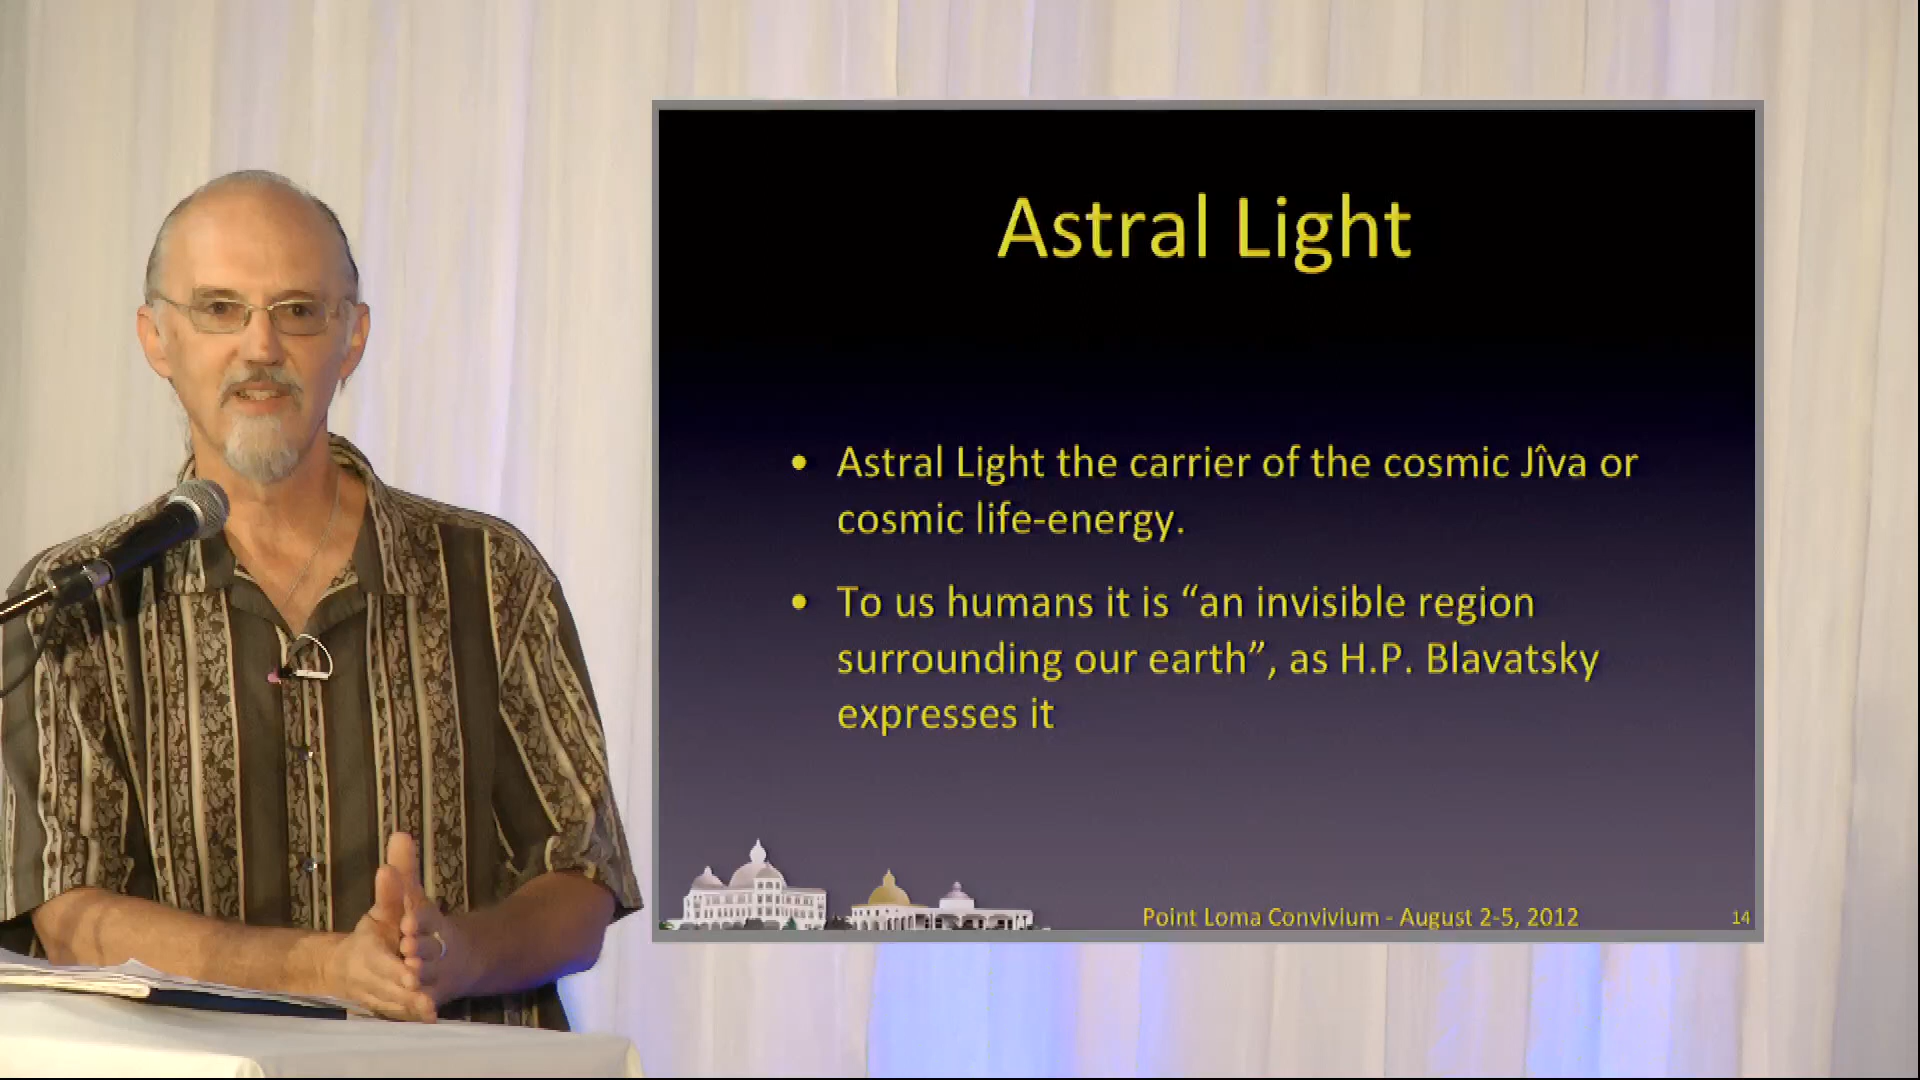 Astral Light
• Astral Light the carrier of the cosmic Jîva or
cosmic life-energy.
• To us humans it is “an invisible region
surrounding our earth”, as H.P. Blavatsky
expresses it
Point Loma Convivium - August 2-5, 2012
14